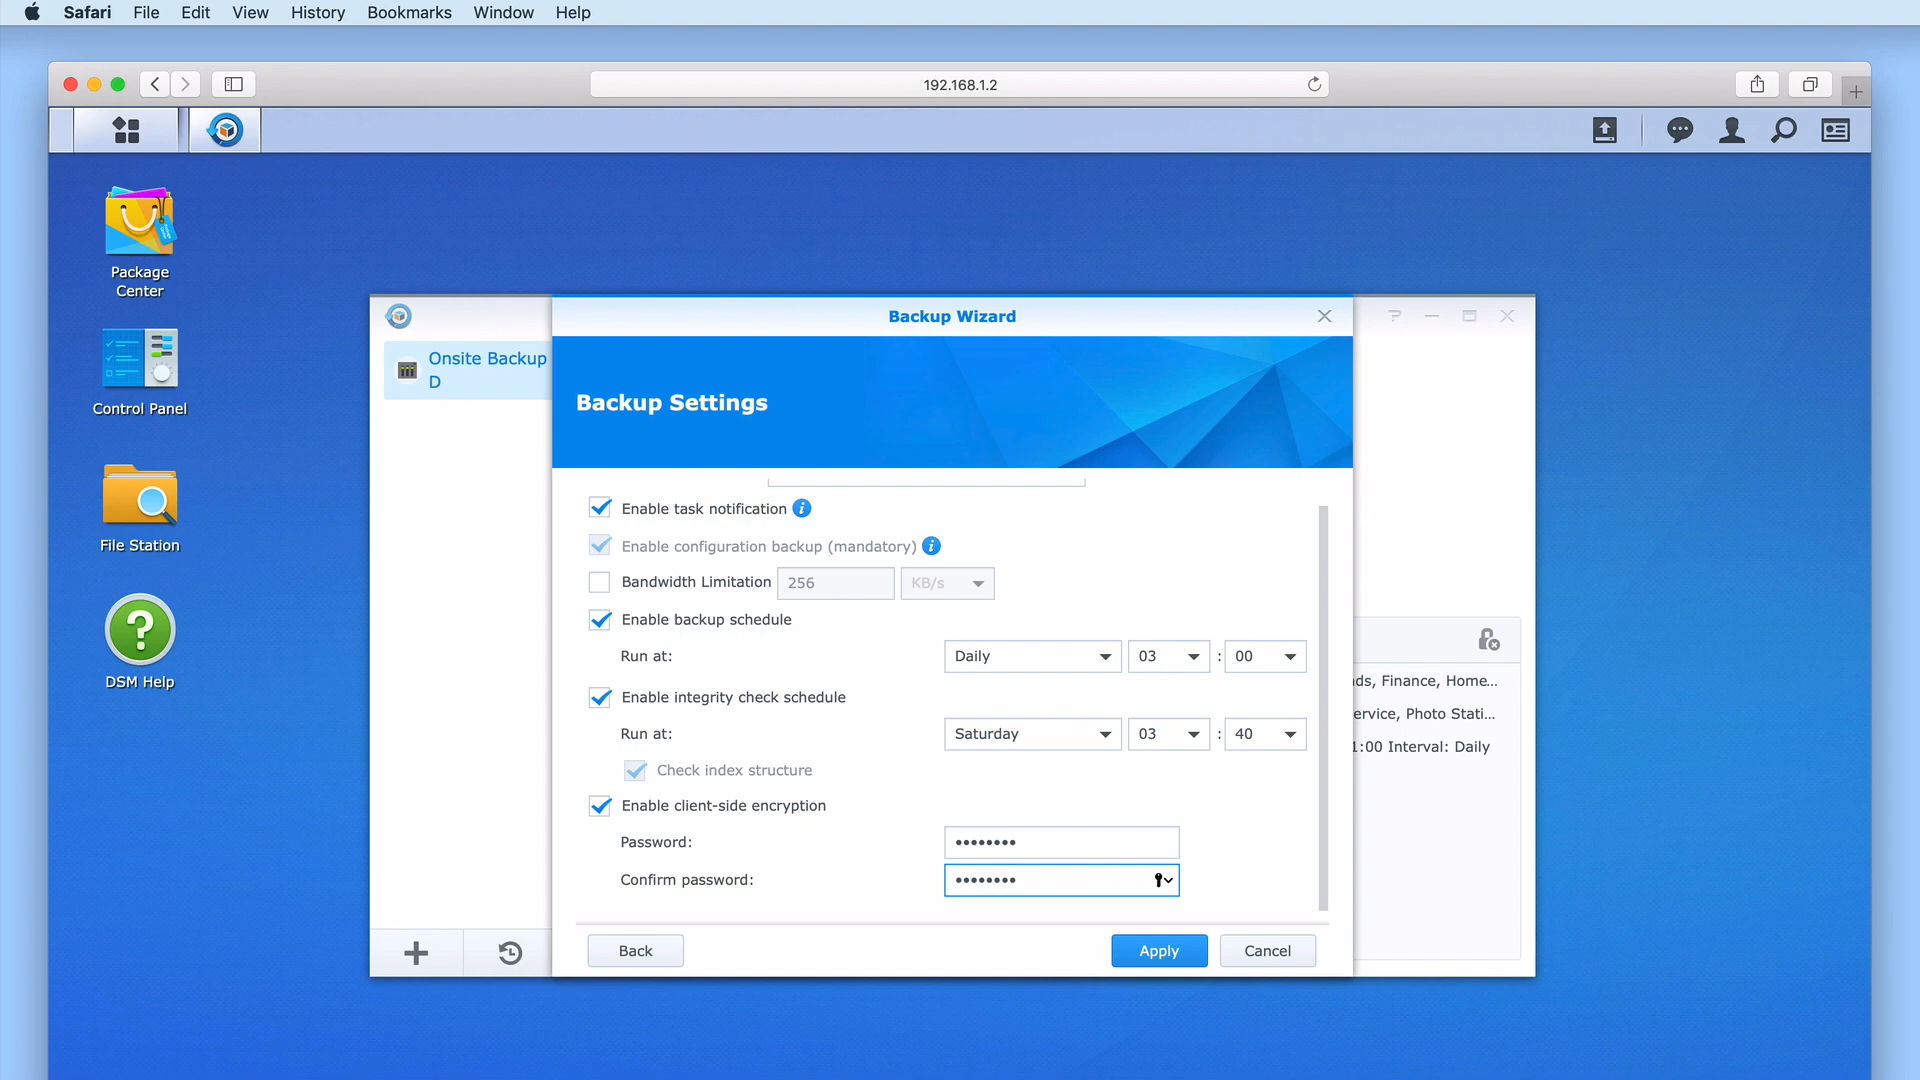 Safari File Edit View History Bookmarks Window Help
192.168.1.2
Package
Center
Control Panel
File Station
DSM Help
Onsite Backup
D
Backup Wizard
Backup Settings
Enable task notification
Enable configuration backup (mandatory)
Bandwidth Limitation 256 KB/s
Enable backup schedule
Run at: Daily 03 : 00
Enable integrity check schedule
Run at: Saturday 03 : 40
Check index structure
Enable client-side encryption
Password: ••••••••
Confirm password: ••••••••
Back Apply Cancel
ds, Finance, Home...
ervice, Photo Stati...
1:00 Interval: Daily